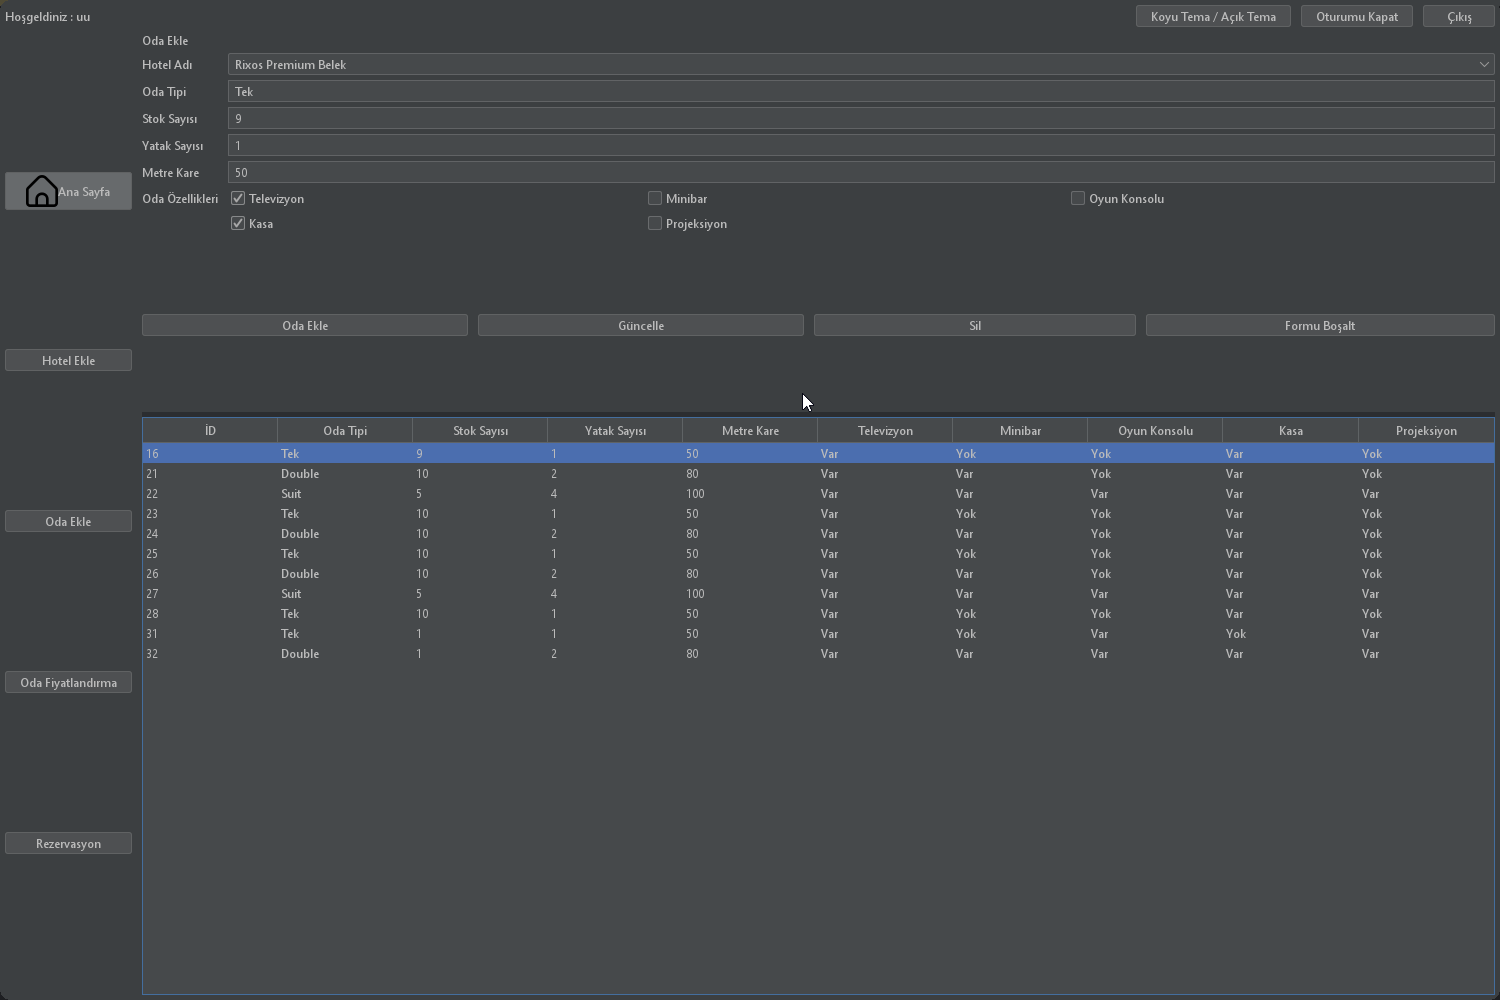 Hoşgeldiniz : uu
Koyu Tema / Açık Tema
Oturumu Kapat
Çıkış
Oda Ekle
Hotel Adı Rixos Premium Belek
Oda Tipi Tek
Stok Sayısı 9
Yatak Sayısı 1
Metre Kare 50
Ana Sayfa
Oda Özellikleri Televizyon Minibar Oyun Konsolu
Kasa Projeksiyon
Oda Ekle Güncelle Sil Formu Boşalt
Hotel Ekle
İD Oda Tipi Stok Sayısı Yatak Sayısı Metre Kare Televizyon Minibar Oyun Konsolu Kasa Projeksiyon
16 Tek 9 1 50 Var Yok Yok Var Yok
21 Double 10 2 80 Var Var Yok Var Yok
22 Suit 5 4 100 Var Var Var Var Var
23 Tek 10 1 50 Var Yok Yok Var Yok
24 Double 10 2 80 Var Var Yok Var Yok
25 Tek 10 1 50 Var Yok Yok Var Yok
26 Double 10 2 80 Var Var Yok Var Yok
27 Suit 5 4 100 Var Var Var Var Var
28 Tek 10 1 50 Var Yok Yok Var Yok
31 Tek 1 1 50 Var Yok Var Yok Var
32 Double 1 2 80 Var Var Var Var Var
Oda Ekle
Oda Fiyatlandırma
Rezervasyon